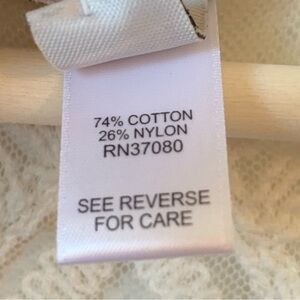 74% COTTON
26% NYLON
RN37080
SEE REVERSE
FOR CARE